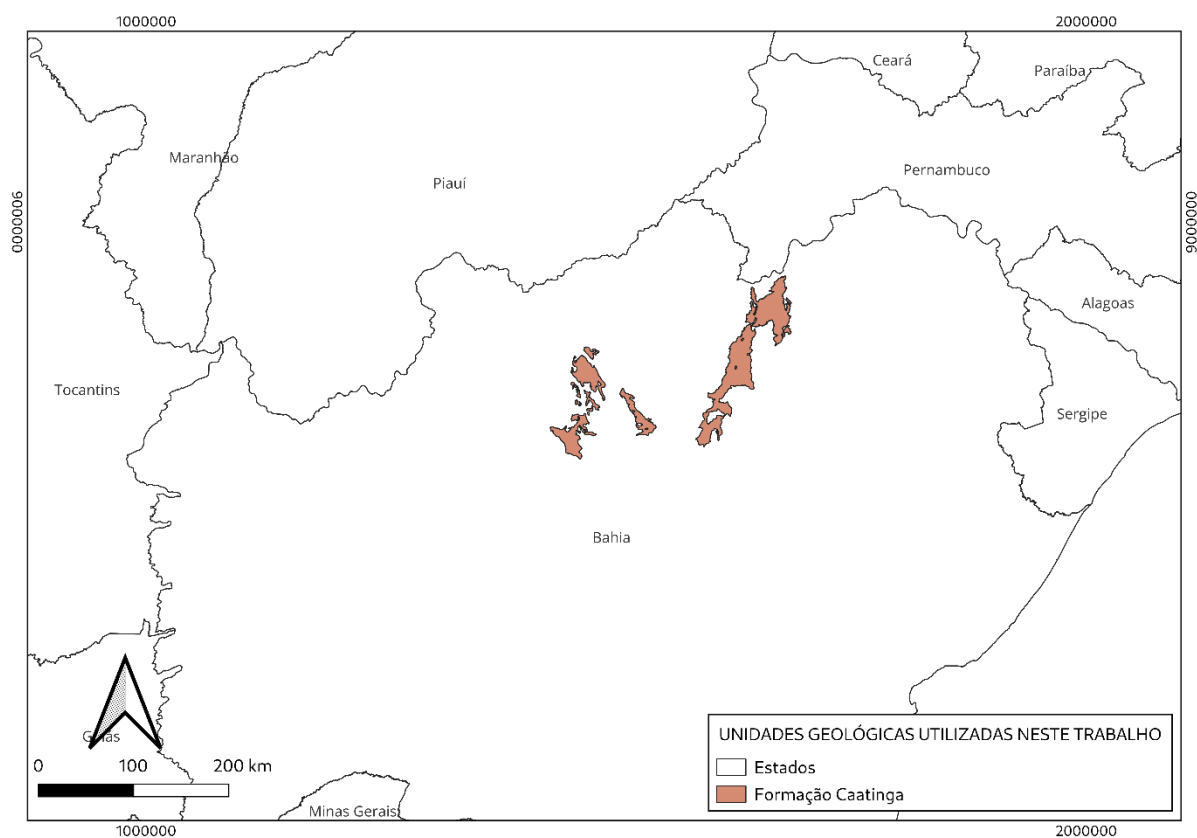 1000000
2000000
Ceará
Paraíba
Maranhão
Piauí
Pernambuco
9000000
9000000
Alagoas
Tocantins
Sergipe
Bahia
Goiás
UNIDADES GEOLÓGICAS UTILIZADAS NESTE TRABALHO
Estados
Formação Caatinga
0 100 200 km
Minas Gerais
1000000
2000000